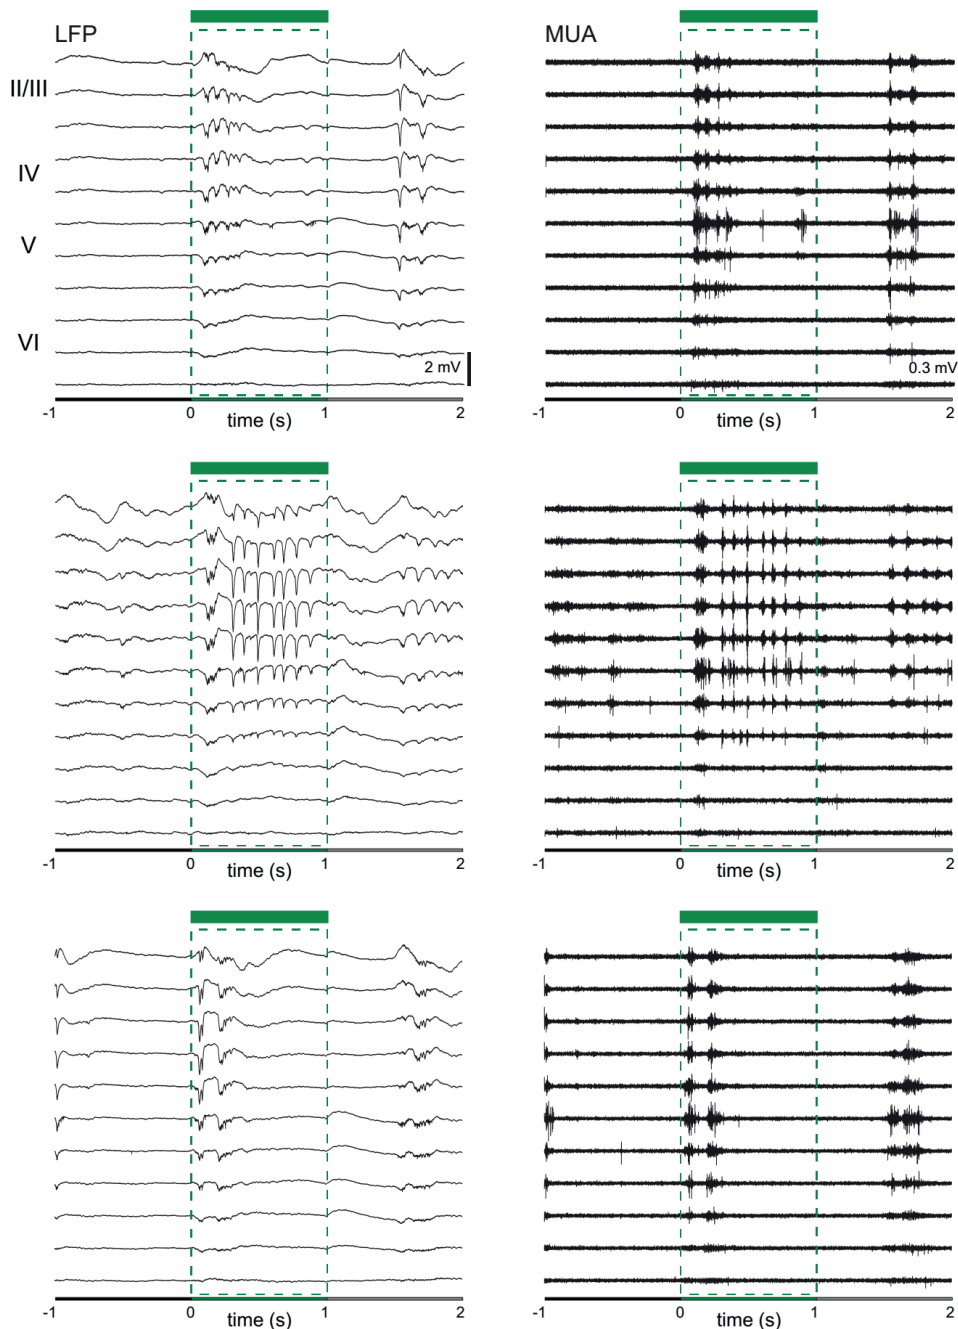 LFP MUA
II/III
IV
V
VI
2 mV 0.3 mV
-1 0 1 2 -1 0 1 2
time (s) time (s)
-1 0 1 2 -1 0 1 2
time (s) time (s)
-1 0 1 2 -1 0 1 2
time (s) time (s)